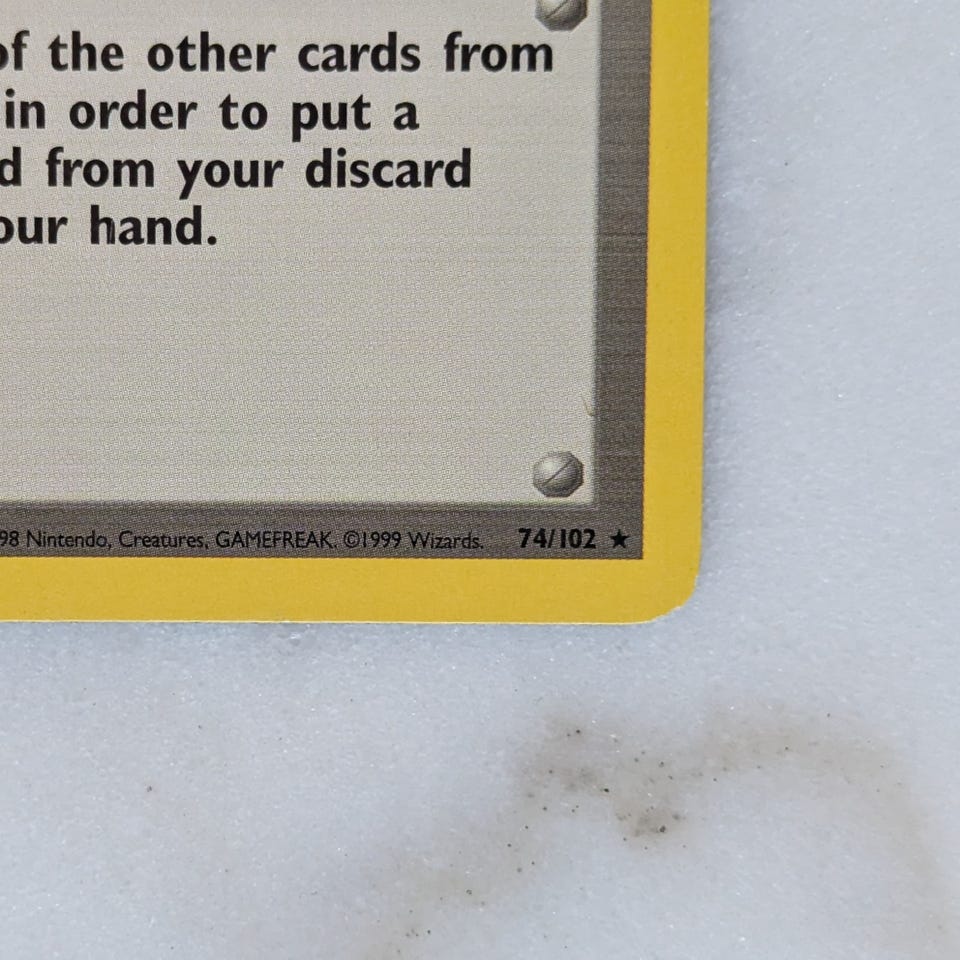 of the other cards from
in order to put a
d from your discard
our hand.
98 Nintendo, Creatures, GAMEFREAK. ©1999 Wizards. 74/102 ★